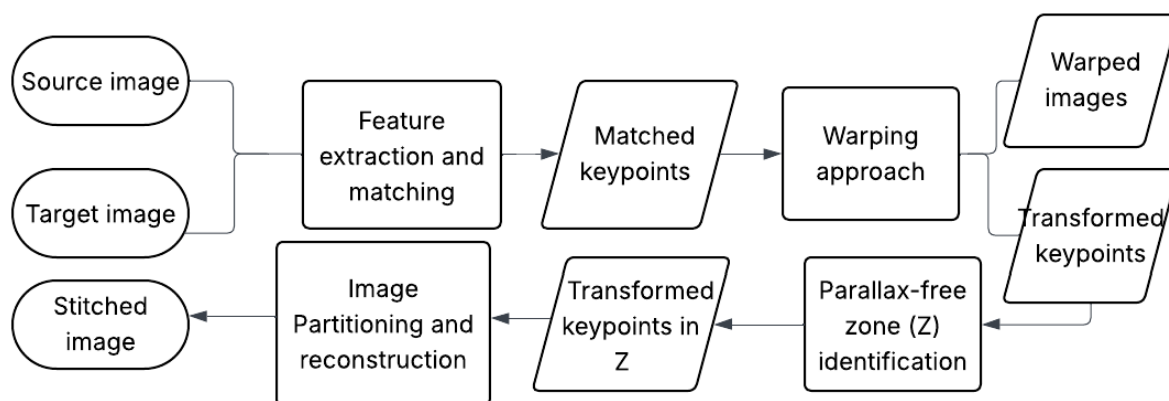 Source image
Target image
Feature
extraction and
matching
Matched
keypoints
Warping
approach
Warped
images
Transformed
keypoints
Parallax-free
zone (Z)
identification
Transformed
keypoints in
Z
Image
Partitioning and
reconstruction
Stitched
image